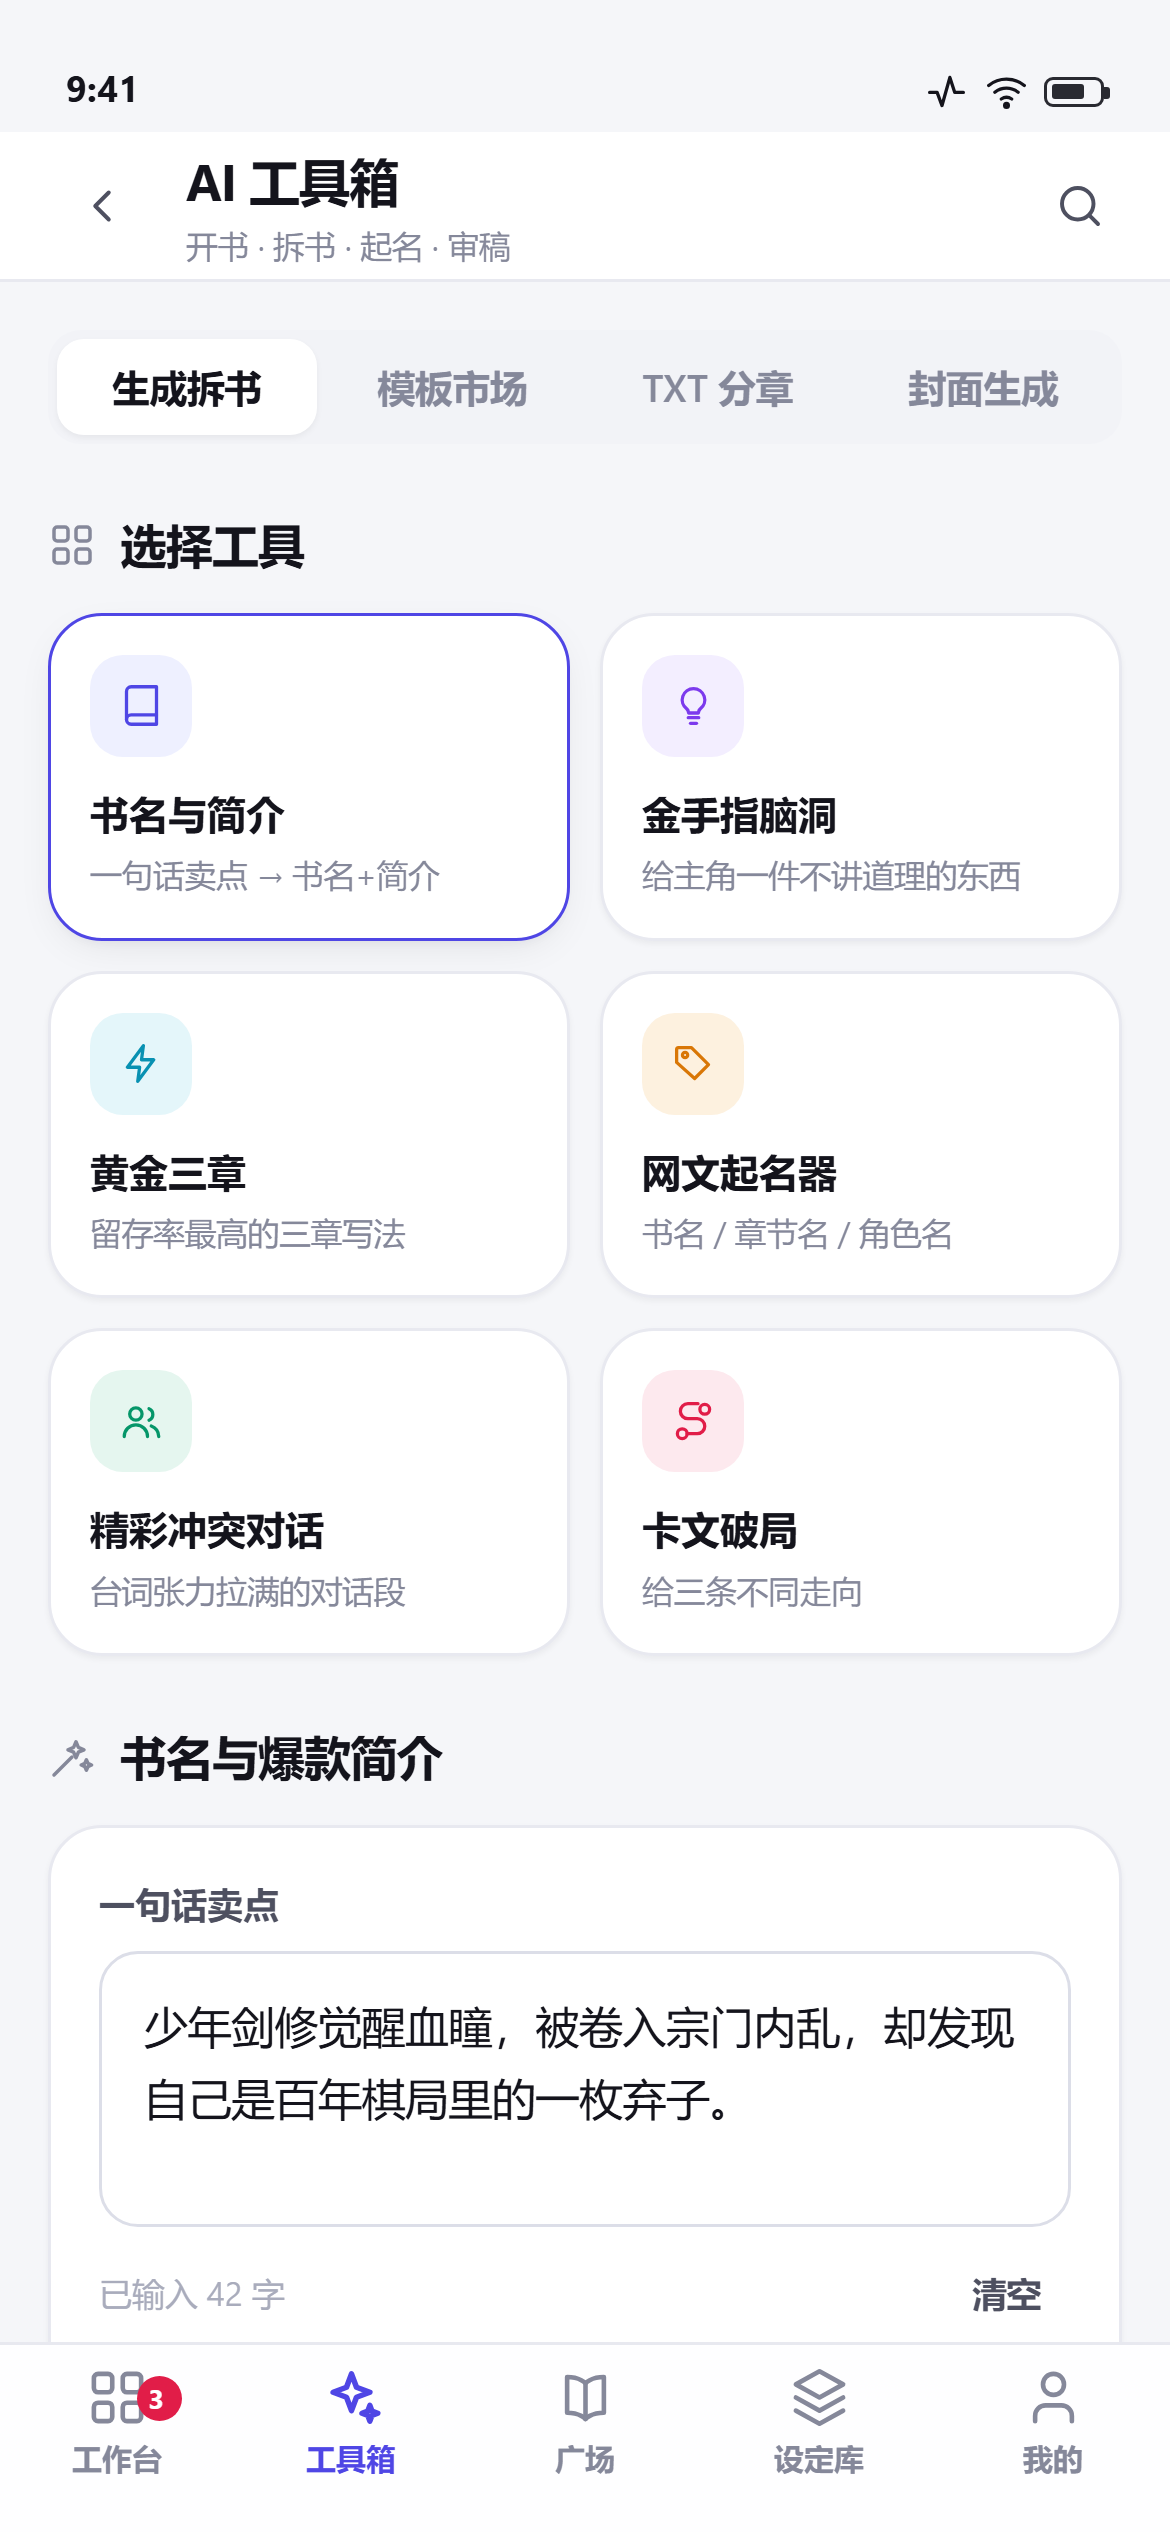 9:41
AI 工具箱
开书 · 拆书 · 起名 · 审稿
生成拆书
模板市场
TXT 分章
封面生成
选择工具
书名与简介
一句话卖点 → 书名+简介
金手指脑洞
给主角一件不讲道理的东西
黄金三章
留存率最高的三章写法
网文起名器
书名 / 章节名 / 角色名
精彩冲突对话
台词张力拉满的对话段
卡文破局
给三条不同走向
书名与爆款简介
一句话卖点
少年剑修觉醒血瞳，被卷入宗门内乱，却发现
自己是百年棋局里的一枚弃子。
已输入 42 字
清空
3
工作台
工具箱
广场
设定库
我的